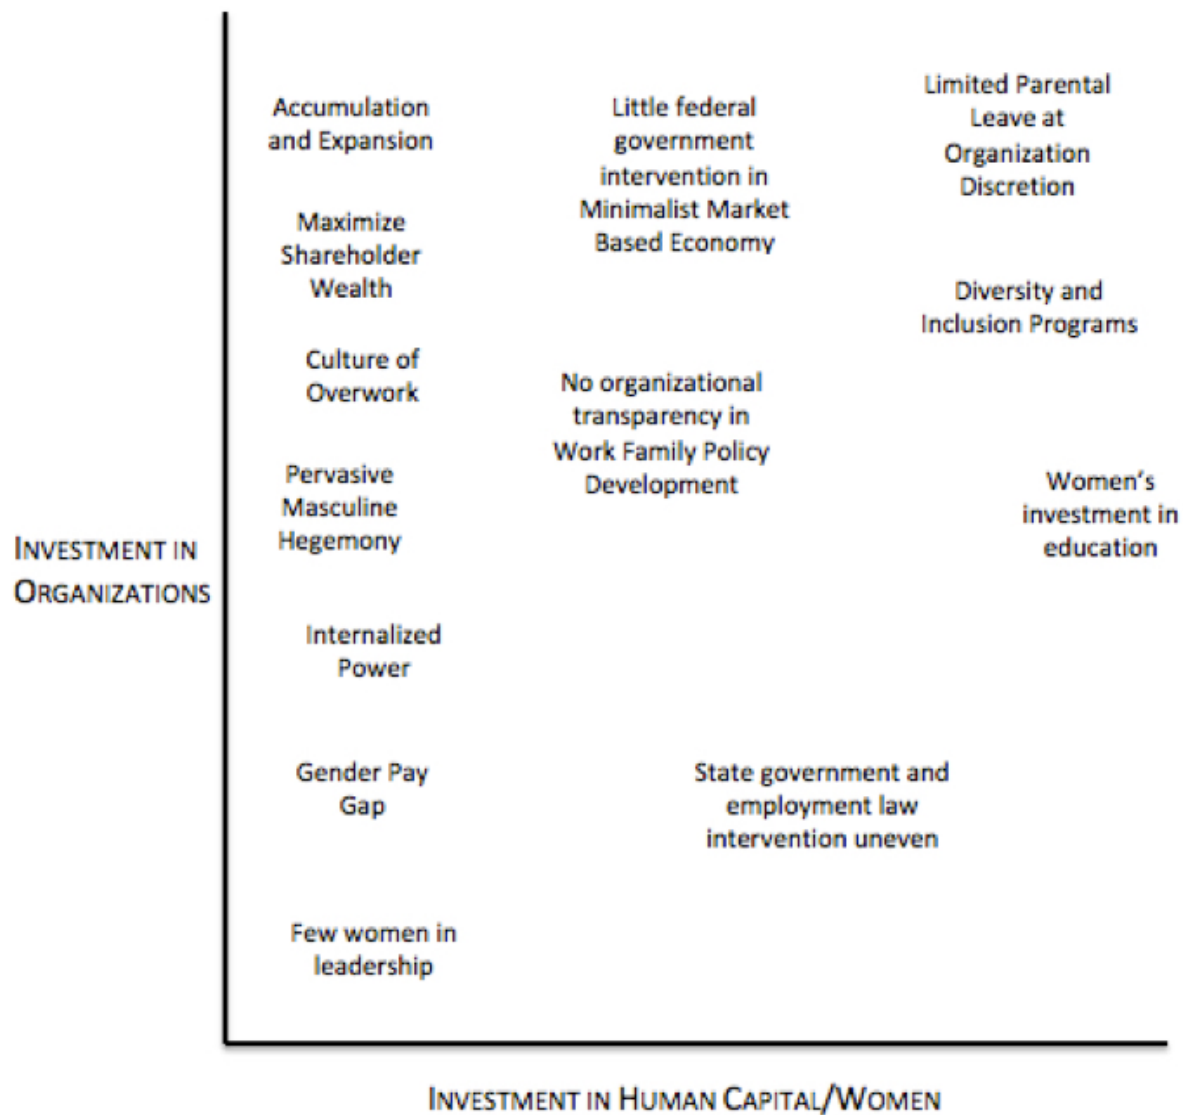 Accumulation
and Expansion
Maximize
Shareholder
Wealth
Culture of
Overwork
Pervasive
Masculine
Hegemony
Internalized
Power
Gender Pay
Gap
Few women in
leadership
Little federal
government
intervention in
Minimalist Market
Based Economy
No organizational
transparency in
Work Family Policy
Development
State government and
employment law
intervention uneven
Limited Parental
Leave at
Organization
Discretion
Diversity and
Inclusion Programs
Women's
investment in
education
INVESTMENT IN
ORGANIZATIONS
INVESTMENT IN HUMAN CAPITAL/WOMEN